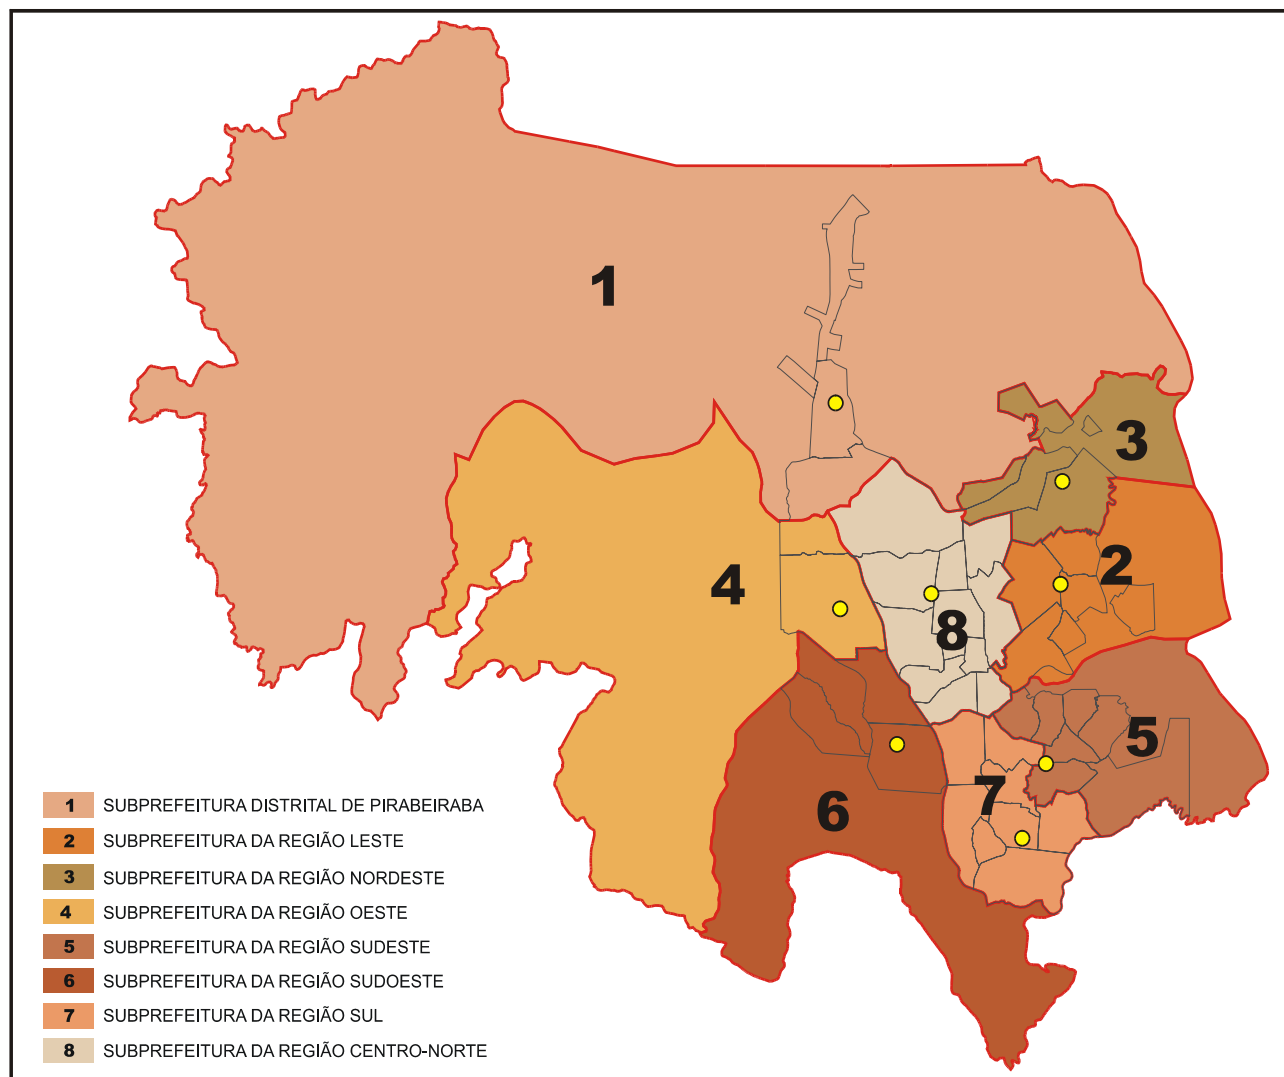 1
3
2
4
8
5
7
6
1 SUBPREFEITURA DISTRITAL DE PIRABEIRABA
2 SUBPREFEITURA DA REGIÃO LESTE
3 SUBPREFEITURA DA REGIÃO NORDESTE
4 SUBPREFEITURA DA REGIÃO OESTE
5 SUBPREFEITURA DA REGIÃO SUDESTE
6 SUBPREFEITURA DA REGIÃO SUDOESTE
7 SUBPREFEITURA DA REGIÃO SUL
8 SUBPREFEITURA DA REGIÃO CENTRO-NORTE